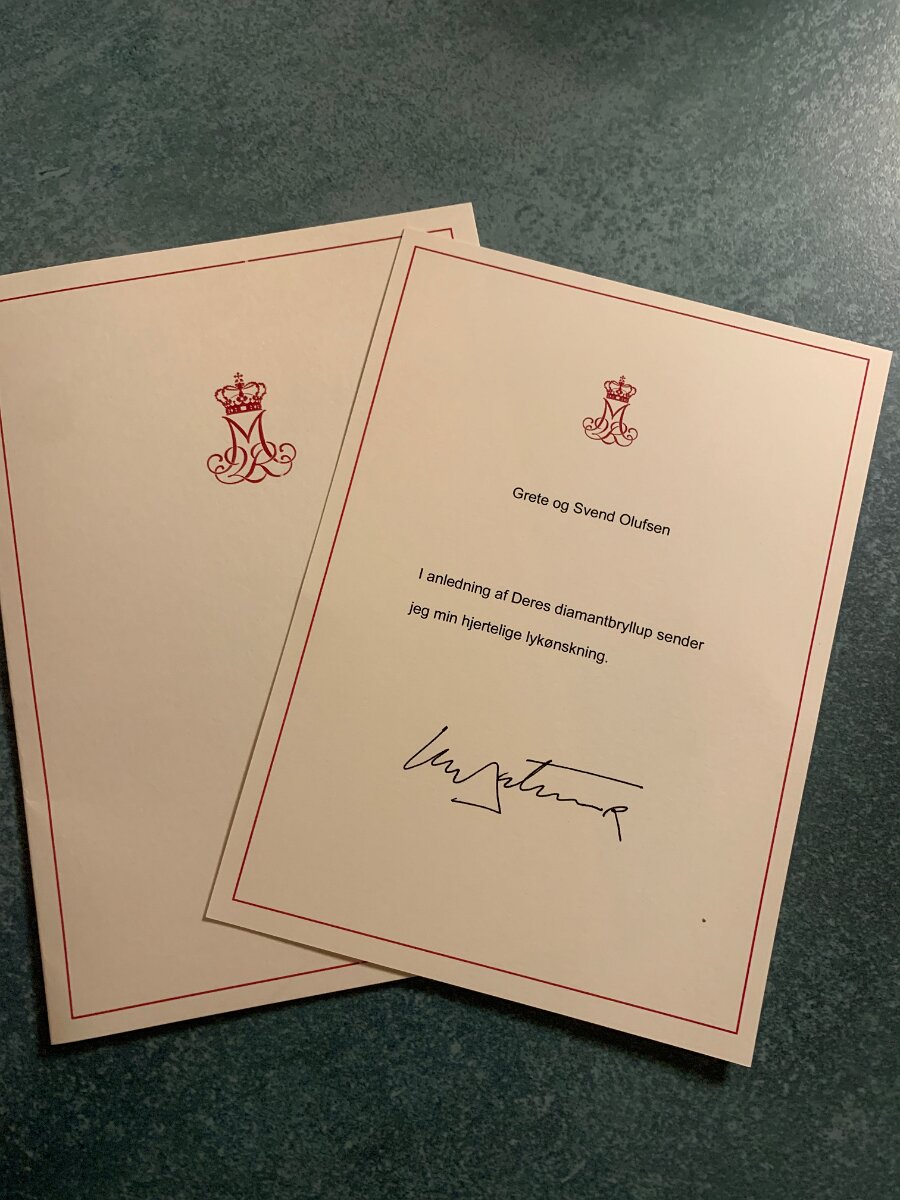 Grete og Svend Olufsen
I anledning af Deres diamantbryllup sender
jeg min hjertelige lykønskning.